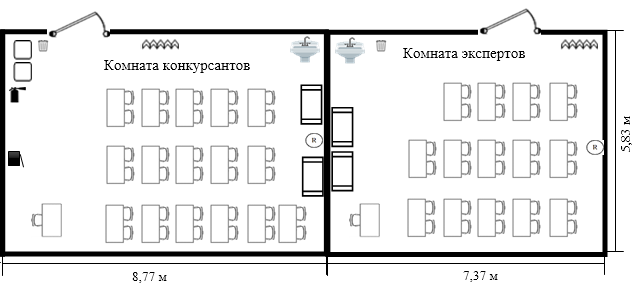 Комната конкурсантов
Комната экспертов
R
R
5,83 м
8,77 м
7,37 м